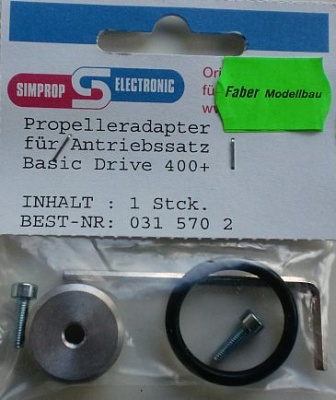 SIMPROP ELECTRONIC
Faber Modellbau
Propelleradapter
für Antriebssatz
Basic Drive 400+
INHALT : 1 Stck.
BEST-NR: 031 570 2